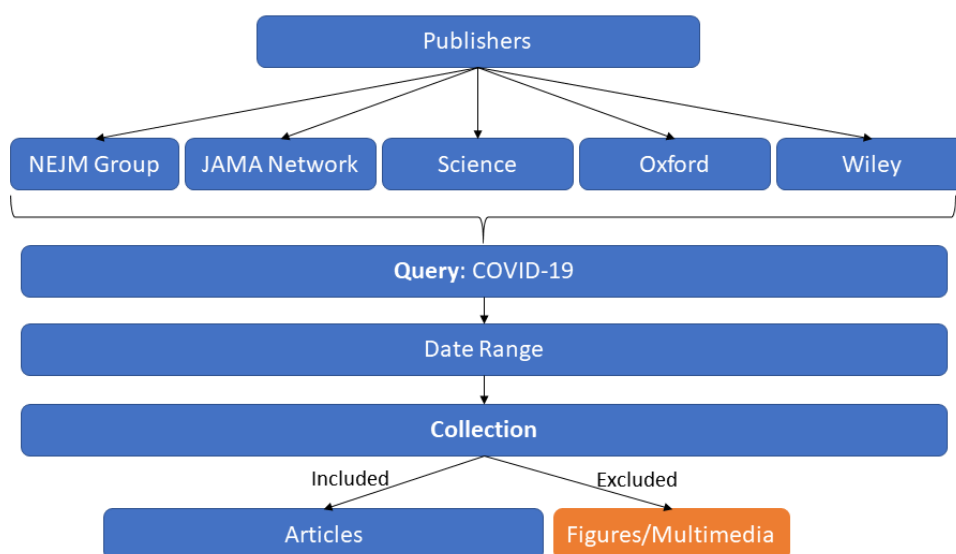 Publishers
NEJM Group
JAMA Network
Science
Oxford
Wiley
Query: COVID-19
Date Range
Collection
Included
Excluded
Articles
Figures/Multimedia